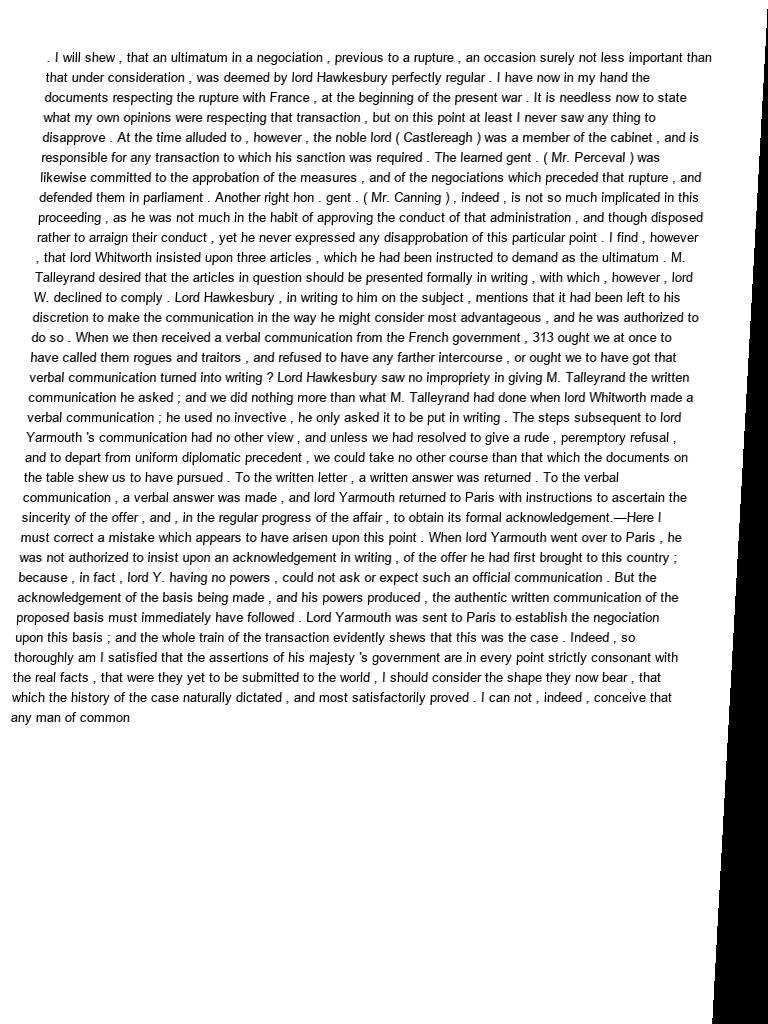 . I will shew , that an ultimatum in a negociation , previous to a rupture , an occasion surely not less important than
that under consideration , was deemed by lord Hawkesbury perfectly regular . I have now in my hand the
documents respecting the rupture with France , at the beginning of the present war . It is needless now to state
what my own opinions were respecting that transaction , but on this point at least I never saw any thing to
disapprove . At the time alluded to , however , the noble lord ( Castlereagh ) was a member of the cabinet , and is
responsible for any transaction to which his sanction was required . The learned gent . ( Mr. Perceval ) was
likewise committed to the approbation of the measures , and of the negociations which preceded that rupture , and
defended them in parliament . Another right hon . gent . ( Mr. Canning ) , indeed , is not so much implicated in this
proceeding , as he was not much in the habit of approving the conduct of that administration , and though disposed
rather to arraign their conduct , yet he never expressed any disapprobation of this particular point . I find , however
, that lord Whitworth insisted upon three articles , which he had been instructed to demand as the ultimatum . M.
Talleyrand desired that the articles in question should be presented formally in writing , with which , however , lord
W. declined to comply . Lord Hawkesbury , in writing to him on the subject , mentions that it had been left to his
discretion to make the communication in the way he might consider most advantageous , and he was authorized to
do so . When we then received a verbal communication from the French government , 313 ought we at once to
have called them rogues and traitors , and refused to have any farther intercourse , or ought we to have got that
verbal communication turned into writing ? Lord Hawkesbury saw no impropriety in giving M. Talleyrand the written
communication he asked ; and we did nothing more than what M. Talleyrand had done when lord Whitworth made a
verbal communication ; he used no invective , he only asked it to be put in writing . The steps subsequent to lord
Yarmouth 's communication had no other view , and unless we had resolved to give a rude , peremptory refusal ,
and to depart from uniform diplomatic precedent , we could take no other course than that which the documents on
the table shew us to have pursued . To the written letter , a written answer was returned . To the verbal
communication , a verbal answer was made , and lord Yarmouth returned to Paris with instructions to ascertain the
sincerity of the offer , and , in the regular progress of the affair , to obtain its formal acknowledgement.—Here I
must correct a mistake which appears to have arisen upon this point . When lord Yarmouth went over to Paris , he
was not authorized to insist upon an acknowledgement in writing , of the offer he had first brought to this country ;
because , in fact , lord Y. having no powers , could not ask or expect such an official communication . But the
acknowledgement of the basis being made , and his powers produced , the authentic written communication of the
proposed basis must immediately have followed . Lord Yarmouth was sent to Paris to establish the negociation
upon this basis ; and the whole train of the transaction evidently shews that this was the case . Indeed , so
thoroughly am I satisfied that the assertions of his majesty 's government are in every point strictly consonant with
the real facts , that were they yet to be submitted to the world , I should consider the shape they now bear , that
which the history of the case naturally dictated , and most satisfactorily proved . I can not , indeed , conceive that
any man of common